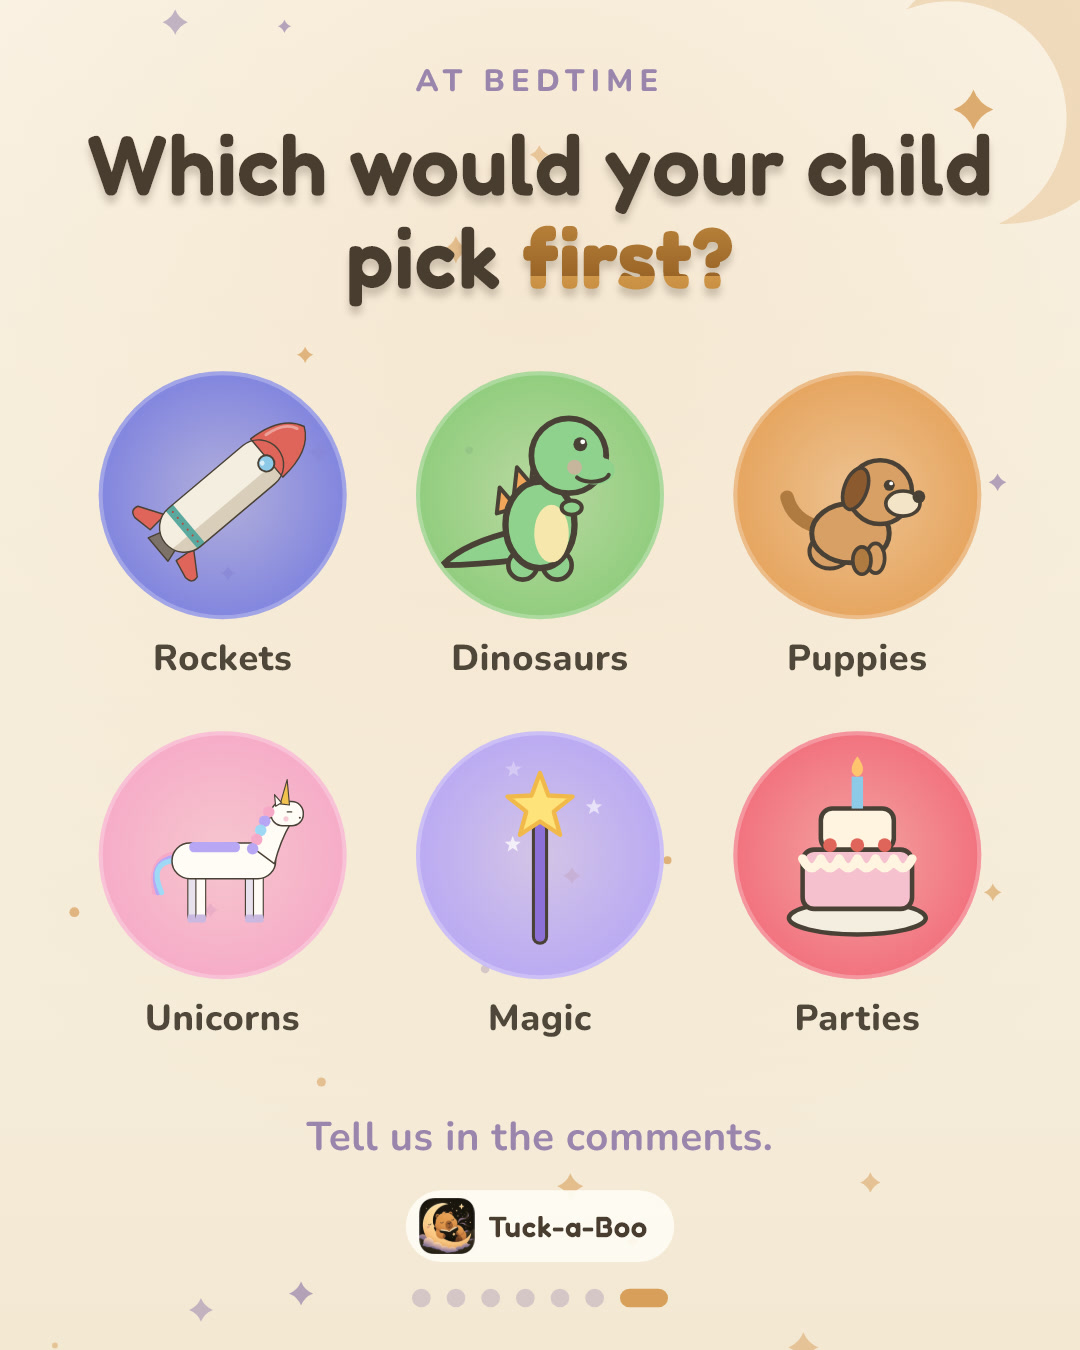 AT BEDTIME
Which would your child
pick first?
Rockets
Dinosaurs
Puppies
Unicorns
Magic
Parties
Tell us in the comments.
Tuck-a-Boo